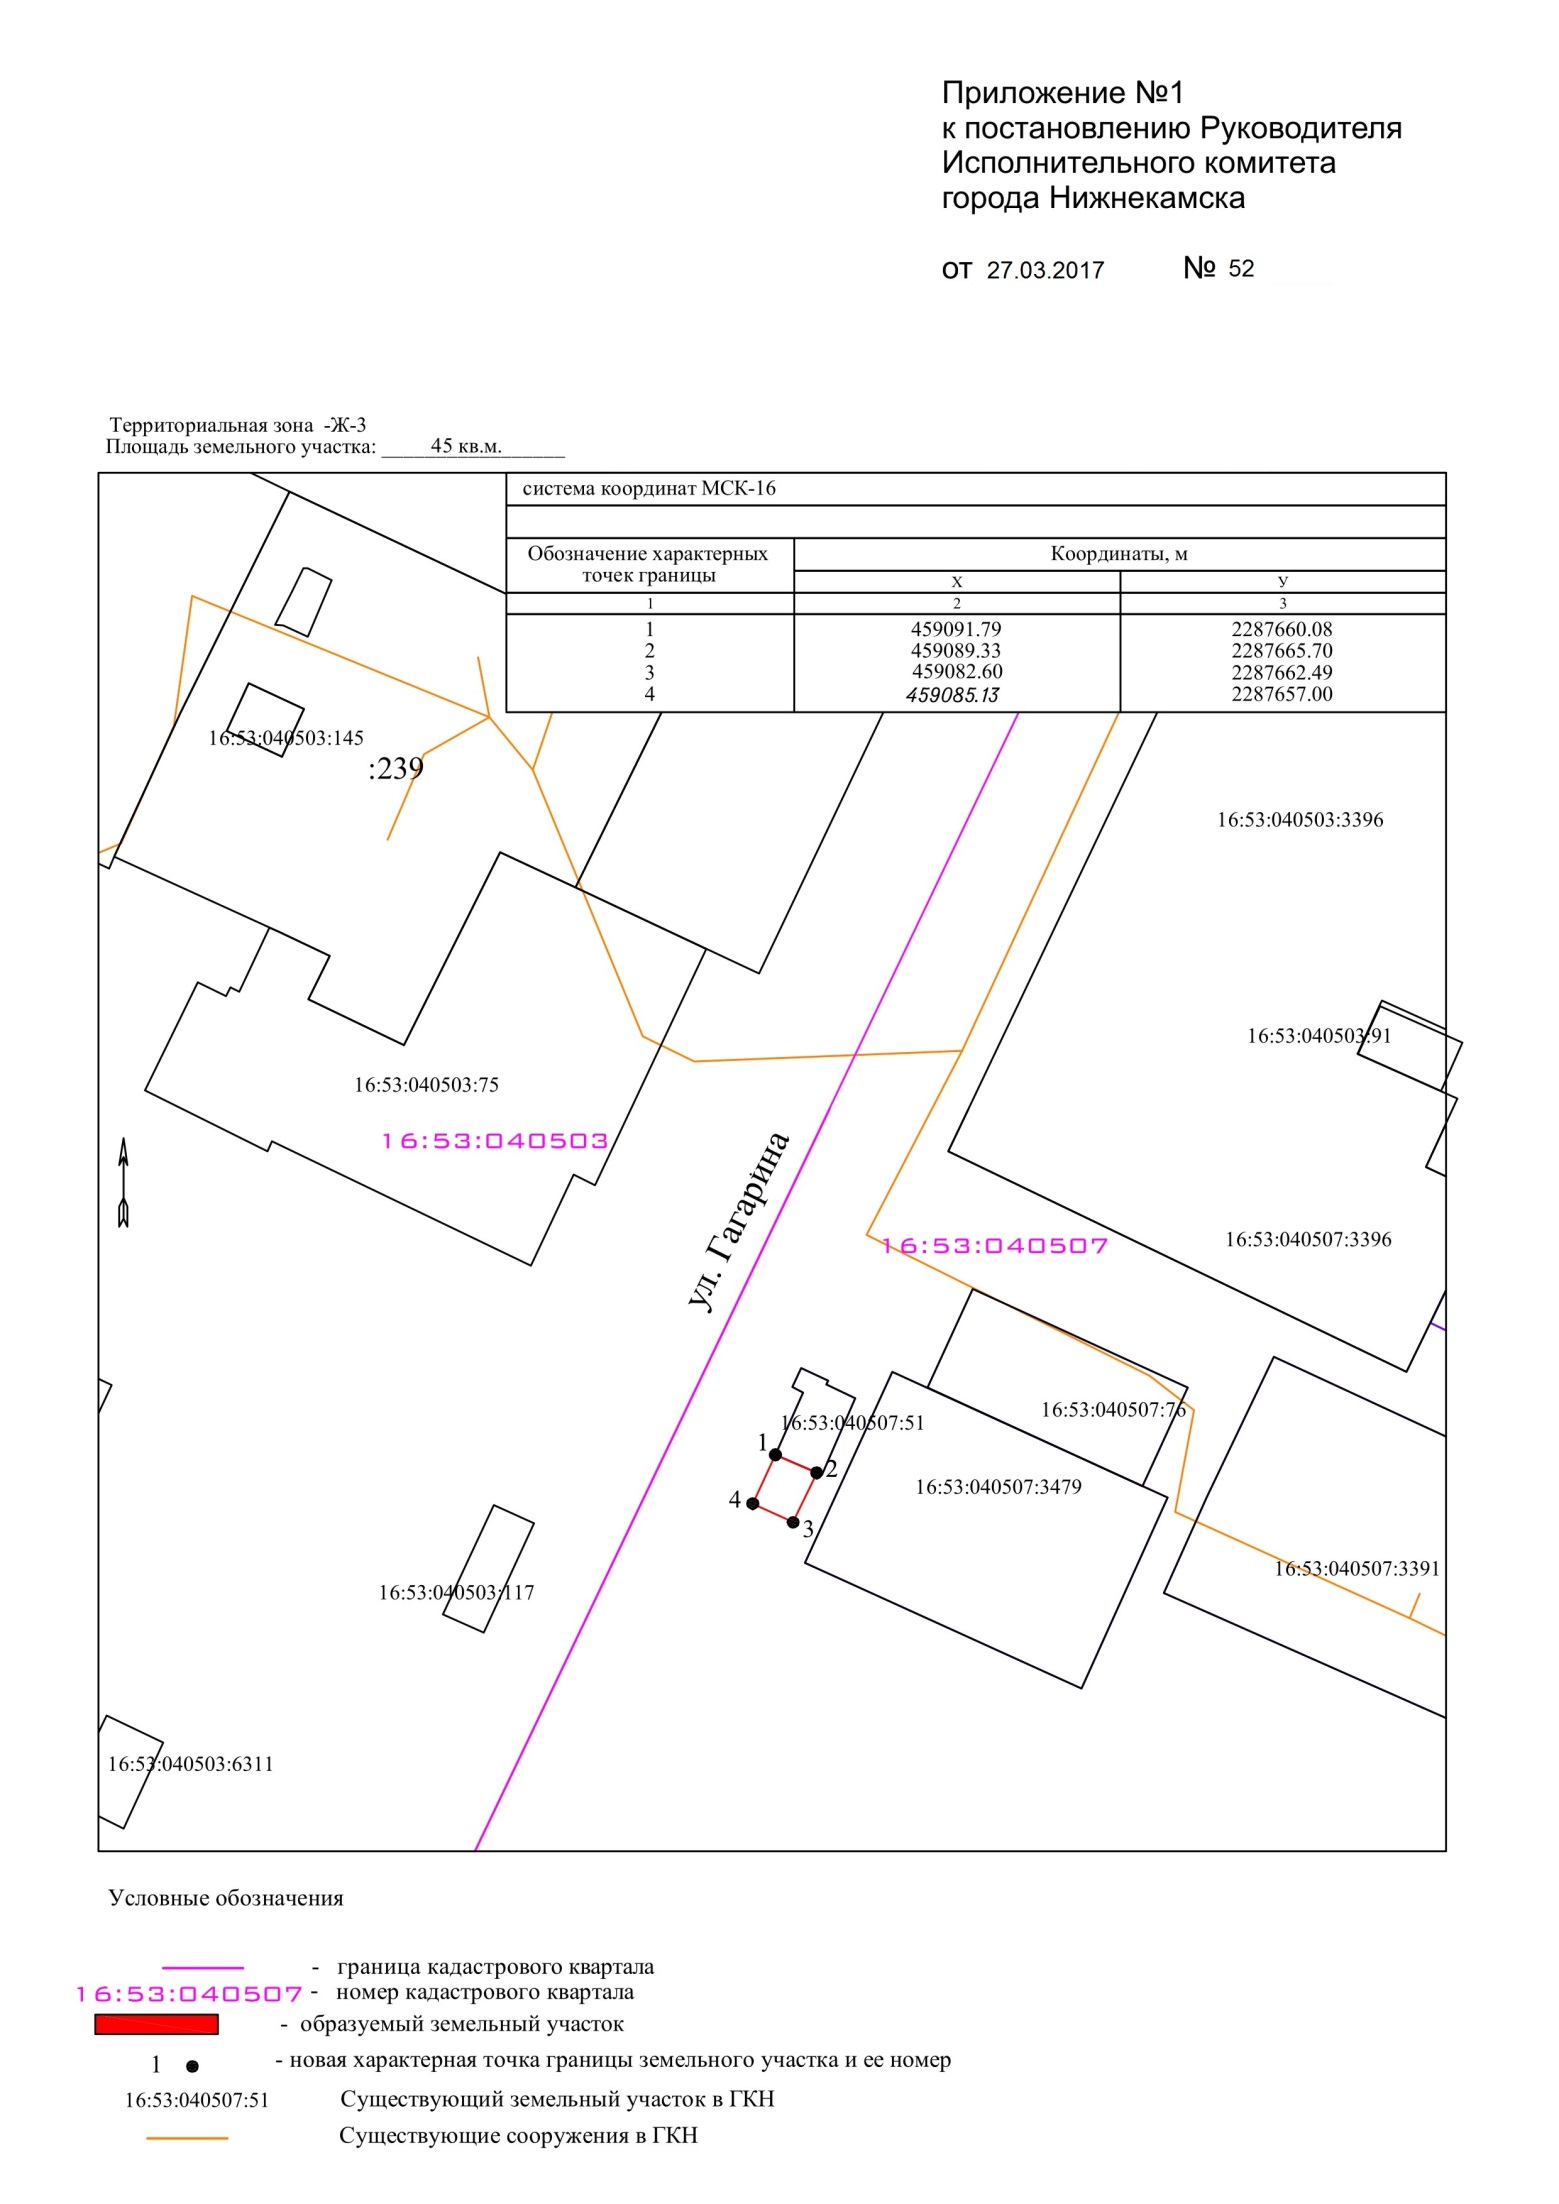 Приложение №1
к постановлению Руководителя
Исполнительного комитета
города Нижнекамска
от 27.03.2017 № 52
Территориальная зона -Ж-3
Площадь земельного участка: 45 кв.м.
система координат МСК-16
Обозначение характерных точек границы
Координаты, м
Х У
1 2 3
1 459091.79 2287660.08
2 459089.33 2287665.70
3 459082.60 2287662.49
4 459085.13 2287657.00
16:53:040503:145
:239
16:53:040503:3396
16:53:040503:91
16:53:040503:75
16:53:040503
ул. Гагарина
16:53:040507
16:53:040507:3396
16:53:040507:76
16:53:040507:51
1
2
16:53:040507:3479
4
3
16:53:040507:3391
16:53:040503:117
16:53:040503:6311
Условные обозначения
- граница кадастрового квартала
16:53:040507 - номер кадастрового квартала
- образуемый земельный участок
1 - новая характерная точка границы земельного участка и ее номер
16:53:040507:51 Существующий земельный участок в ГКН
Существующие сооружения в ГКН